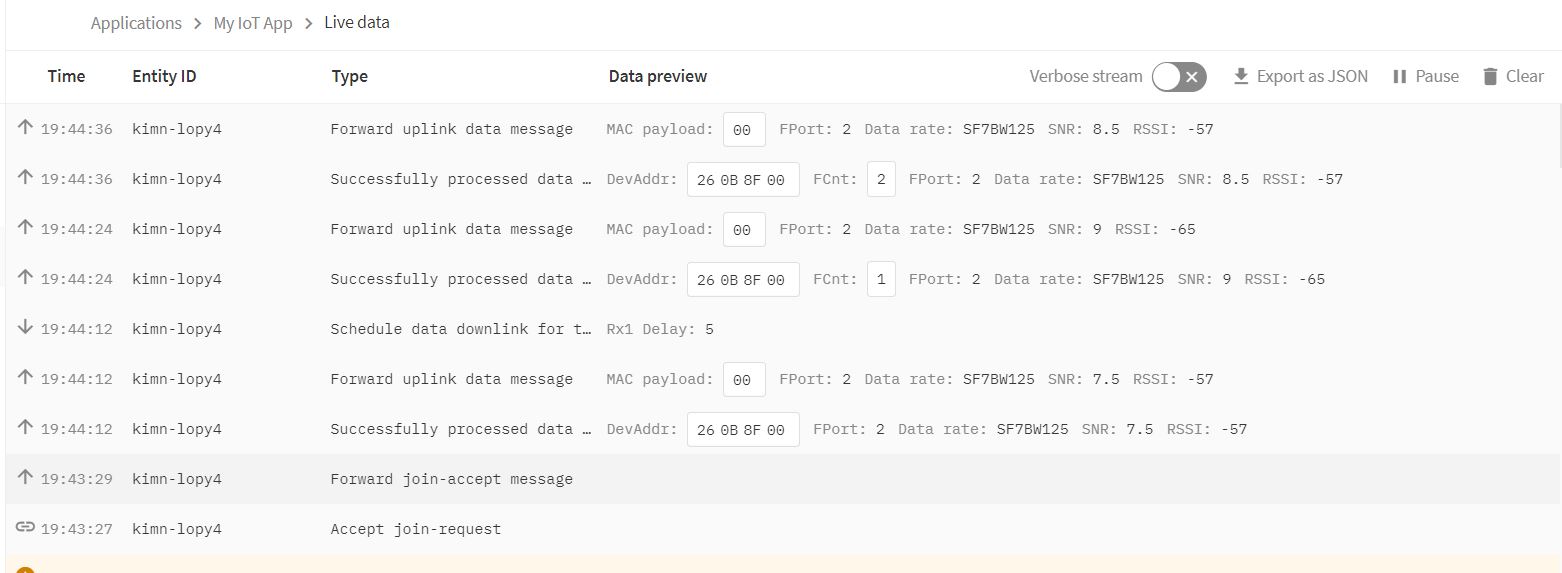 Applications > My IoT App > Live data
Time Entity ID Type Data preview Verbose stream Export as JSON Pause Clear
19:44:36 kimn-lopy4 Forward uplink data message MAC payload: 00 FPort: 2 Data rate: SF7BW125 SNR: 8.5 RSSI: -57
19:44:36 kimn-lopy4 Successfully processed data … DevAddr: 26 0B 8F 00 FCnt: 2 FPort: 2 Data rate: SF7BW125 SNR: 8.5 RSSI: -57
19:44:24 kimn-lopy4 Forward uplink data message MAC payload: 00 FPort: 2 Data rate: SF7BW125 SNR: 9 RSSI: -65
19:44:24 kimn-lopy4 Successfully processed data … DevAddr: 26 0B 8F 00 FCnt: 1 FPort: 2 Data rate: SF7BW125 SNR: 9 RSSI: -65
19:44:12 kimn-lopy4 Schedule data downlink for t… Rx1 Delay: 5
19:44:12 kimn-lopy4 Forward uplink data message MAC payload: 00 FPort: 2 Data rate: SF7BW125 SNR: 7.5 RSSI: -57
19:44:12 kimn-lopy4 Successfully processed data … DevAddr: 26 0B 8F 00 FPort: 2 Data rate: SF7BW125 SNR: 7.5 RSSI: -57
19:43:29 kimn-lopy4 Forward join-accept message
19:43:27 kimn-lopy4 Accept join-request